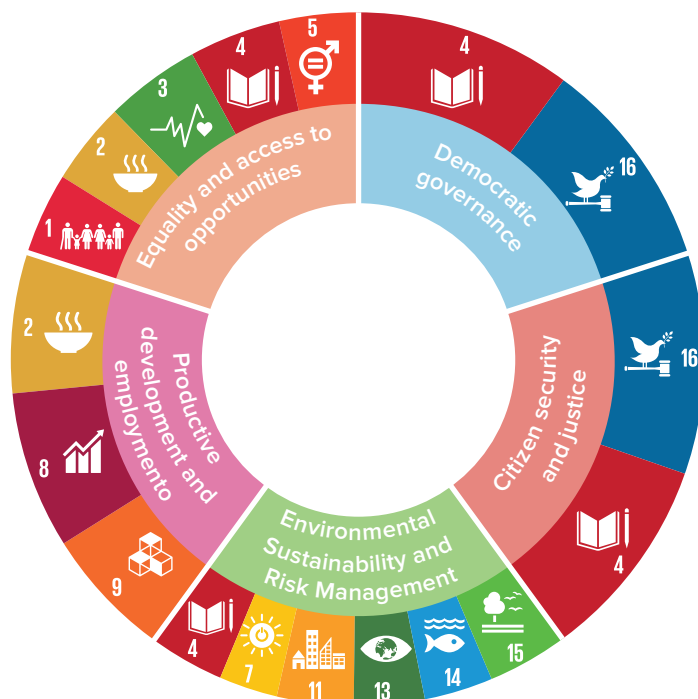 5
4
3
2
1
Equality and access to
opportunities
4
16
Democratic
governance
16
4
Citizen security
and justice
4
7
11
13
14
15
Environmental
Sustainability and
Risk Management
2
8
9
Productive
development and
employmento